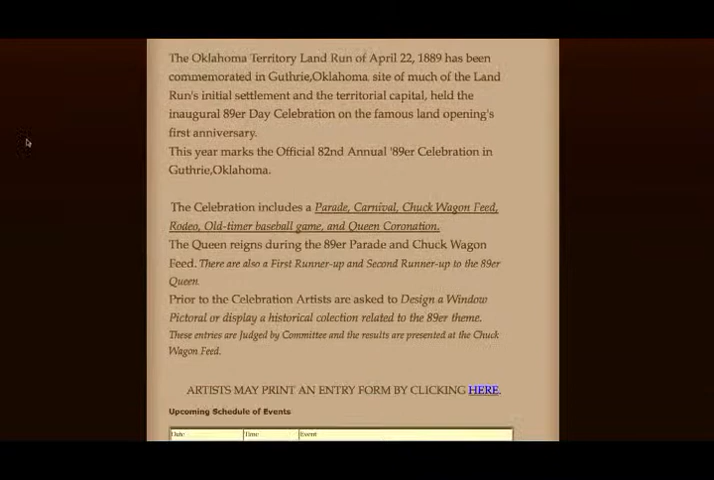 The Oklahoma Territory Land Run of April 22, 1889 has been
commemorated in Guthrie,Oklahoma site of much of the Land
Run's initial settlement and the territorial capital, held the
inaugural 89er Day Celebration on the famous land opening's
first anniversary.
This year marks the Official 82nd Annual '89er Celebration in
Guthrie,Oklahoma.
The Celebration includes a Parade, Carnival, Chuck Wagon Feed,
Rodeo, Old-timer baseball game, and Queen Coronation.
The Queen reigns during the 89er Parade and Chuck Wagon
Feed. There are also a First Runner-up and Second Runner-up to the 89er
Queen.
Prior to the Celebration Artists are asked to Design a Window
Pictoral or display a historical colection related to the 89er theme.
These entries are Judged by Committee and the results are presented at the Chuck
Wagon Feed.
ARTISTS MAY PRINT AN ENTRY FORM BY CLICKING HERE.
Upcoming Schedule of Events
Date Time Event